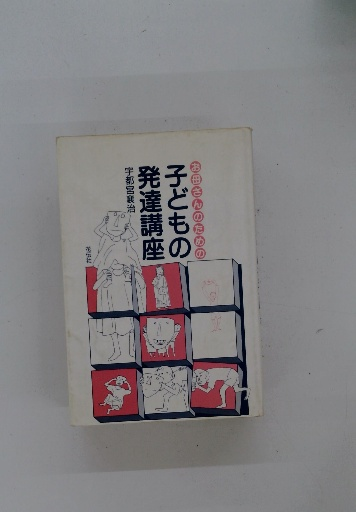 お母さんのための
子どもの
発達講座
宇都宮襄治